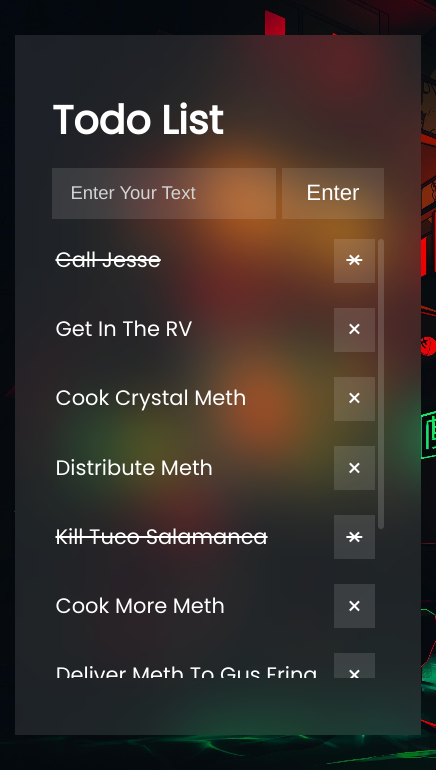 Todo List
Enter Your Text
Enter
Call Jesse
×
Get In The RV
×
Cook Crystal Meth
×
Distribute Meth
×
Kill Tuco Salamanca
×
Cook More Meth
×
Deliver Meth To Gus Fring
×